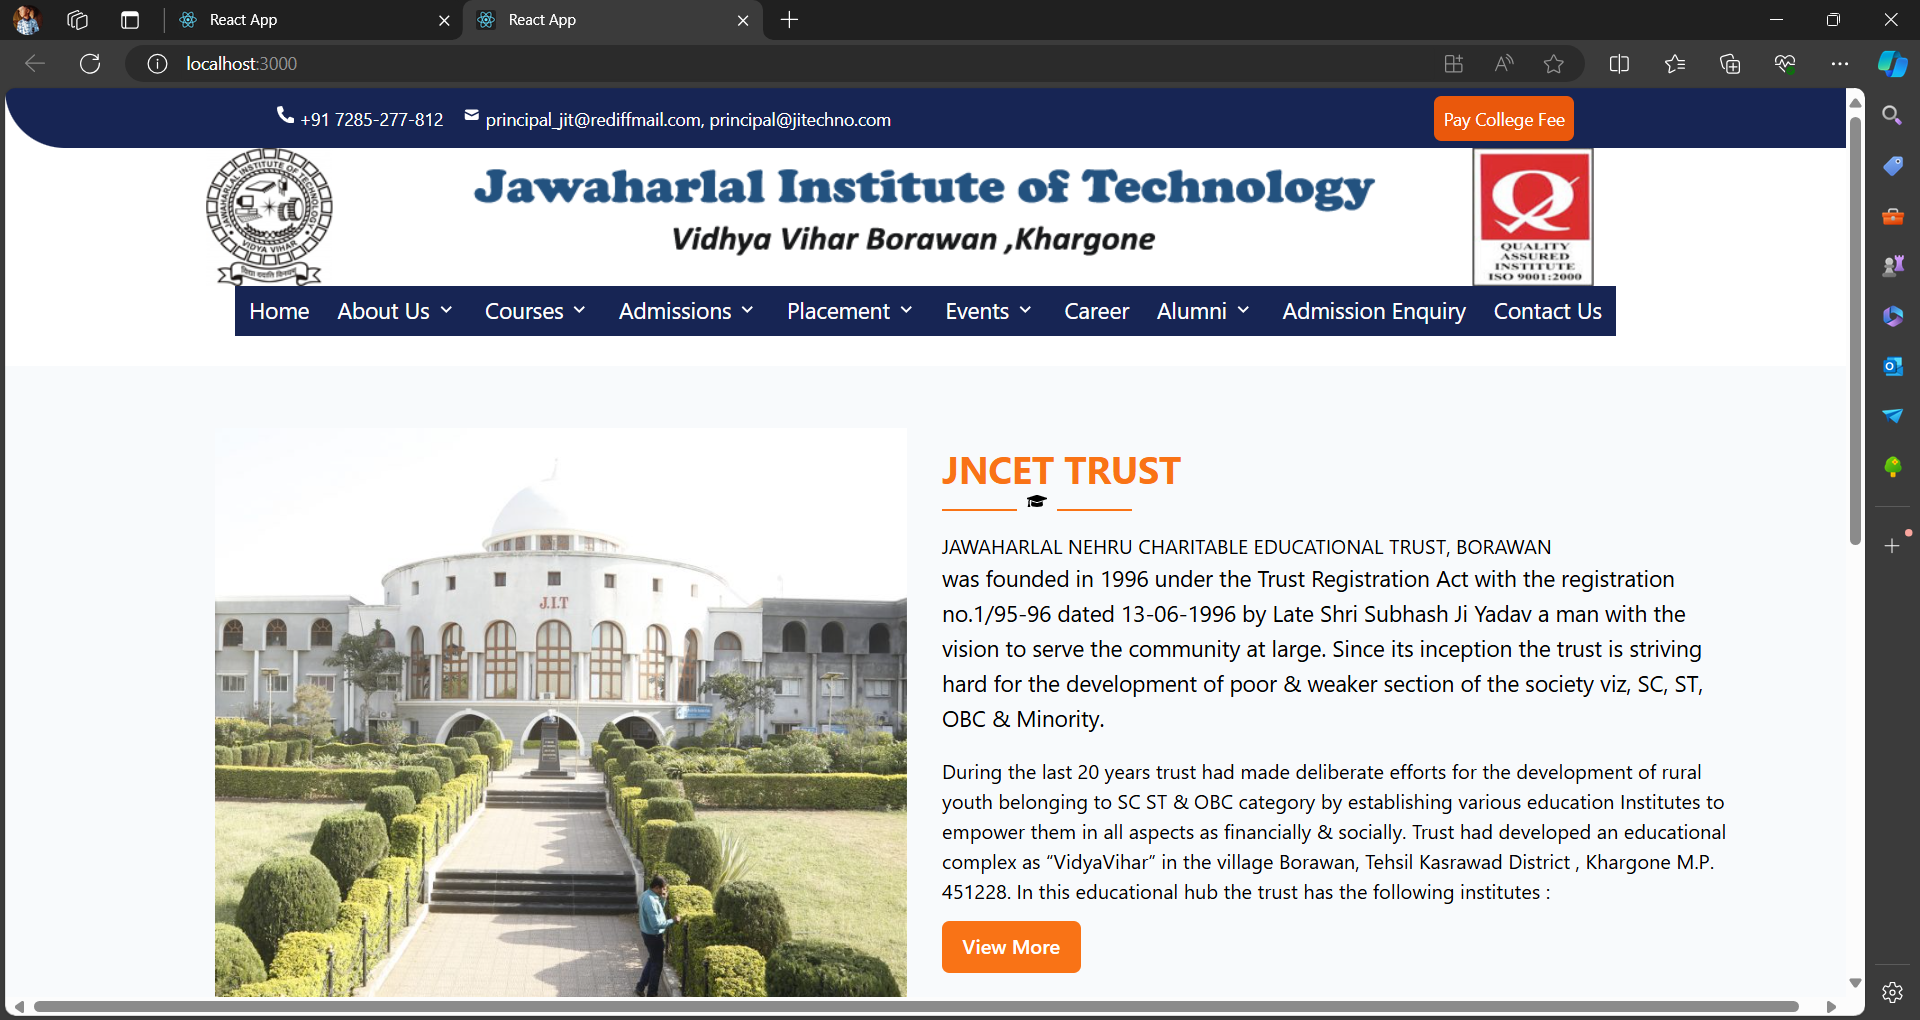 React App
React App
localhost:3000
+91 7285-277-812
principal_jit@rediffmail.com, principal@jitechno.com
Pay College Fee
JAWAHARLAL INSTITUTE OF TECHNOLOGY
VIDYA VIHAR
Jawaharlal Institute of Technology
Vidhya Vihar Borawan ,Khargone
QUALITY
ASSURED
INSTITUTE
ISO 9001:2000
Home About Us Courses Admissions Placement Events Career Alumni Admission Enquiry Contact Us
J.I.T
JNCET TRUST
JAWAHARLAL NEHRU CHARITABLE EDUCATIONAL TRUST, BORAWAN
was founded in 1996 under the Trust Registration Act with the registration
no.1/95-96 dated 13-06-1996 by Late Shri Subhash Ji Yadav a man with the
vision to serve the community at large. Since its inception the trust is striving
hard for the development of poor & weaker section of the society viz, SC, ST,
OBC & Minority.
During the last 20 years trust had made deliberate efforts for the development of rural
youth belonging to SC ST & OBC category by establishing various education Institutes to
empower them in all aspects as financially & socially. Trust had developed an educational
complex as “VidyaVihar” in the village Borawan, Tehsil Kasrawad District , Khargone M.P.
451228. In this educational hub the trust has the following institutes :
View More